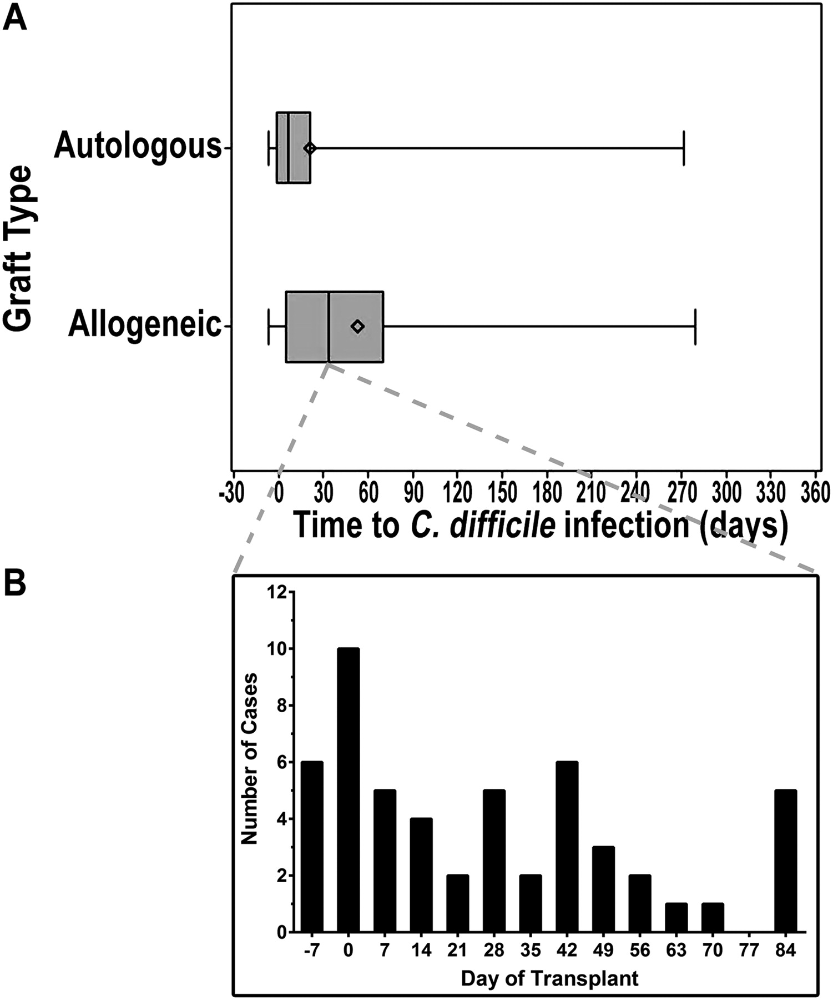 A
Graft Type
Autologous
Allogeneic
-30 0 30 60 90 120 150 180 210 240 270 300 330 360
Time to C. difficile infection (days)
B
Number of Cases
12
10
8
6
4
2
0
-7 0 7 14 21 28 35 42 49 56 63 70 77 84
Day of Transplant